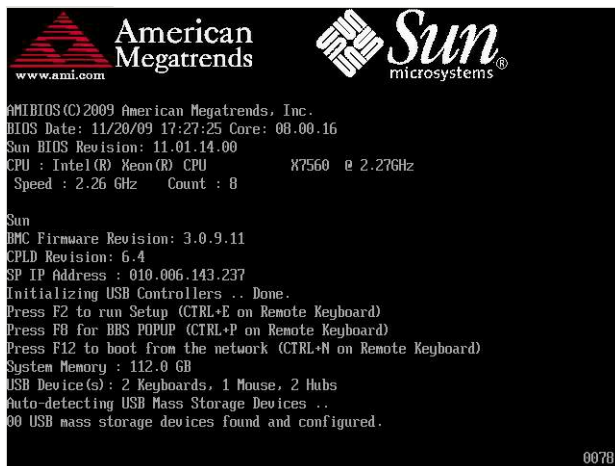 American
Megatrends
www.ami.com
Sun®
microsystems
AMIBIOS(C)2009 American Megatrends, Inc.
BIOS Date: 11/20/09 17:27:25 Core: 08.00.16
Sun BIOS Revision: 11.01.14.00
CPU : Intel(R) Xeon(R) CPU X7560 @ 2.27GHz
Speed : 2.26 GHz Count : 8
Sun
BMC Firmware Revision: 3.0.9.11
CPLD Revision: 6.4
SP IP Address : 010.006.143.237
Initializing USB Controllers .. Done.
Press F2 to run Setup (CTRL+E on Remote Keyboard)
Press F8 for BBS POPUP (CTRL+P on Remote Keyboard)
Press F12 to boot from the network (CTRL+N on Remote Keyboard)
System Memory : 112.0 GB
USB Device(s): 2 Keyboards, 1 Mouse, 2 Hubs
Auto-detecting USB Mass Storage Devices ..
00 USB mass storage devices found and configured.
0078